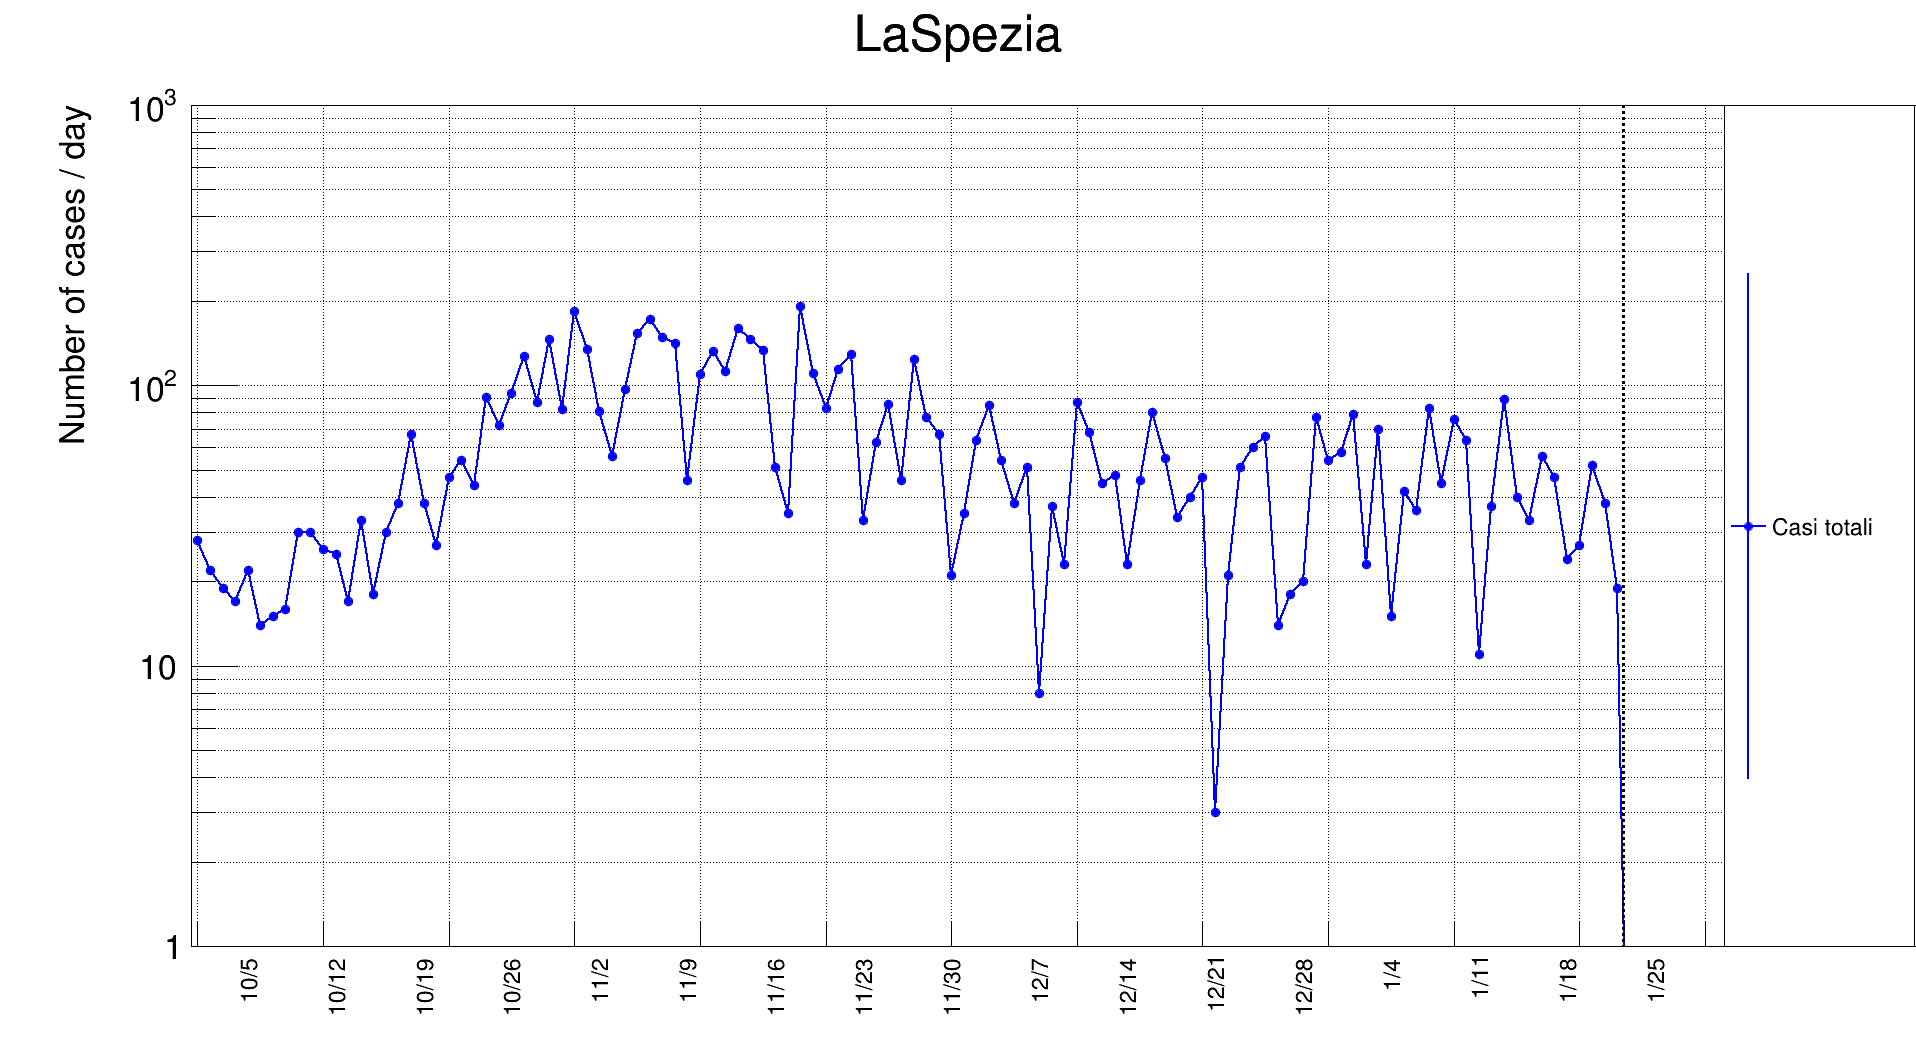 LaSpezia
Number of cases / day
10³
10²
10
1
10/5 10/12 10/19 10/26 11/2 11/9 11/16 11/23 11/30 12/7 12/14 12/21 12/28 1/4 1/11 1/18 1/25
Casi totali